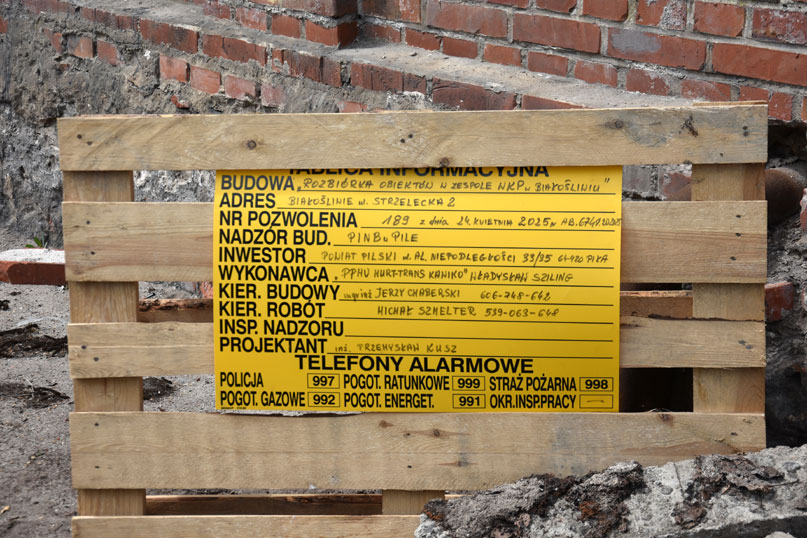 TABLICA INFORMACYJNA
BUDOWA „ROZBIÓRKA OBIEKTÓW W ZESPOLE WKP W BIAŁOŚLIWIU”
ADRES BIAŁOŚLIWIE ul. STRZELECKA 2
NR POZWOLENIA 189 z dnia 24 KWIETNIA 2025 r.
NADZÓR BUD. PINB w PILE
INWESTOR POWIAT PILSKI ul. AL. NIEPODLEGŁOŚCI 33/35 64-920 PIŁA
WYKONAWCA „PPHU HURT-TRANS KANIKO” WŁADYSŁAW SZILING
KIER. BUDOWY JERZY CHABERSKI 606-248-642
KIER. ROBÓT MICHAŁ SZMELTER 539-063-648
INSP. NADZORU
PROJEKTANT inż. PRZEMYSŁAW KUSZ
TELEFONY ALARMOWE
POLICJA 997 POGOT. RATUNKOWE 999 STRAŻ POŻARNA 998
POGOT. GAZOWE 992 POGOT. ENERGET. 991 OKR.INSP.PRACY —